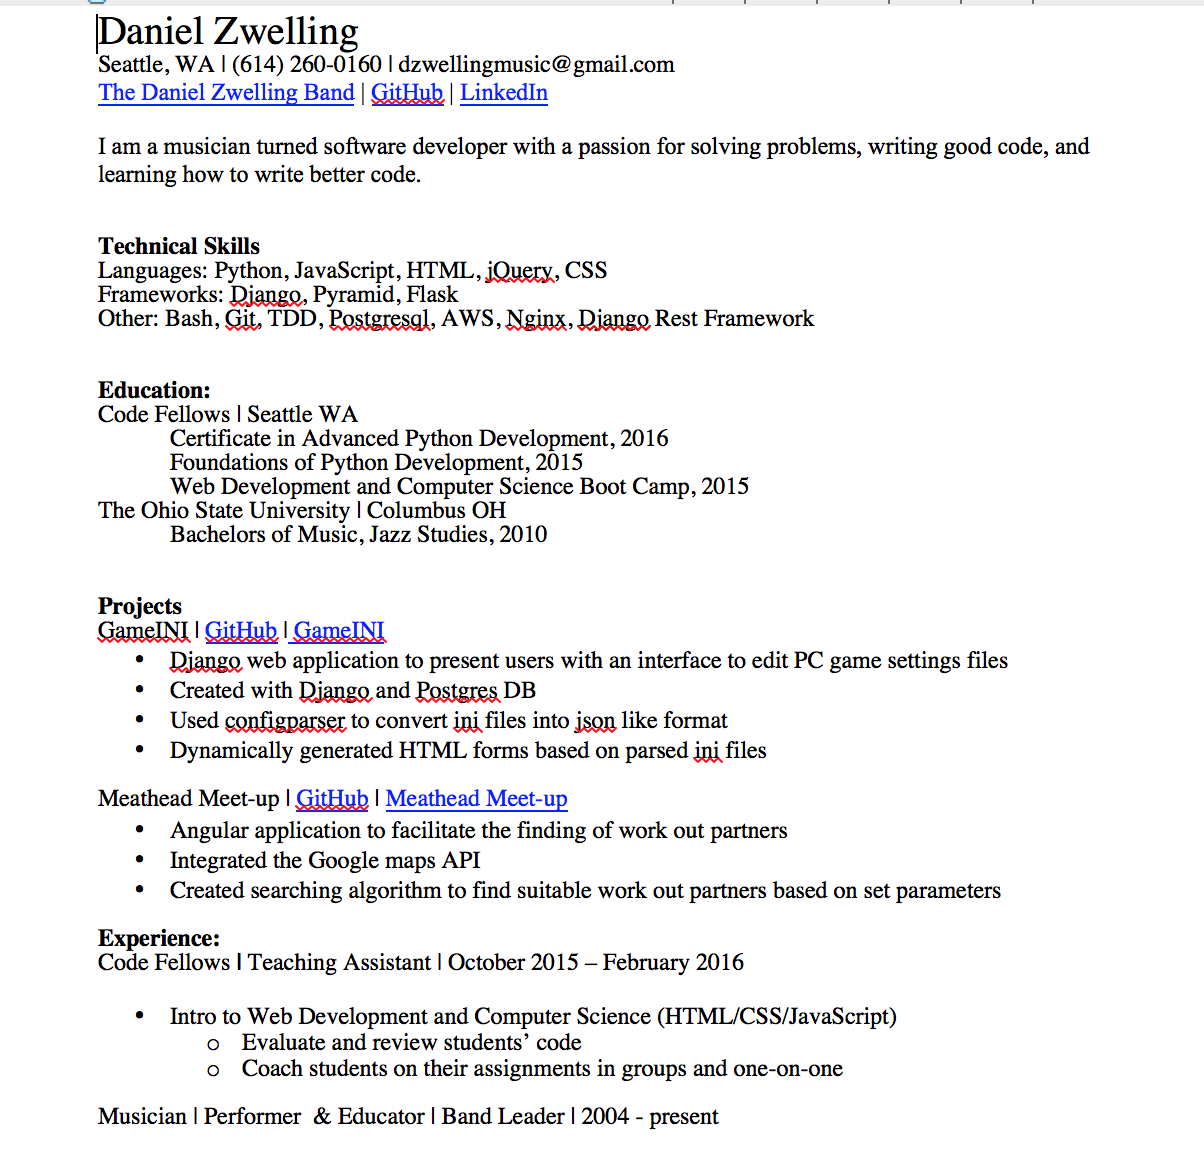 Daniel Zwelling
Seattle, WA | (614) 260-0160 | dzwellingmusic@gmail.com
The Daniel Zwelling Band | GitHub | LinkedIn
I am a musician turned software developer with a passion for solving problems, writing good code, and
learning how to write better code.
Technical Skills
Languages: Python, JavaScript, HTML, jQuery, CSS
Frameworks: Django, Pyramid, Flask
Other: Bash, Git, TDD, Postgresql, AWS, Nginx, Django Rest Framework
Education:
Code Fellows | Seattle WA
Certificate in Advanced Python Development, 2016
Foundations of Python Development, 2015
Web Development and Computer Science Boot Camp, 2015
The Ohio State University | Columbus OH
Bachelors of Music, Jazz Studies, 2010
Projects
GameINI | GitHub | GameINI
• Django web application to present users with an interface to edit PC game settings files
• Created with Django and Postgres DB
• Used configparser to convert ini files into json like format
• Dynamically generated HTML forms based on parsed ini files
Meathead Meet-up | GitHub | Meathead Meet-up
• Angular application to facilitate the finding of work out partners
• Integrated the Google maps API
• Created searching algorithm to find suitable work out partners based on set parameters
Experience:
Code Fellows | Teaching Assistant | October 2015 – February 2016
• Intro to Web Development and Computer Science (HTML/CSS/JavaScript)
o Evaluate and review students’ code
o Coach students on their assignments in groups and one-on-one
Musician | Performer & Educator | Band Leader | 2004 - present